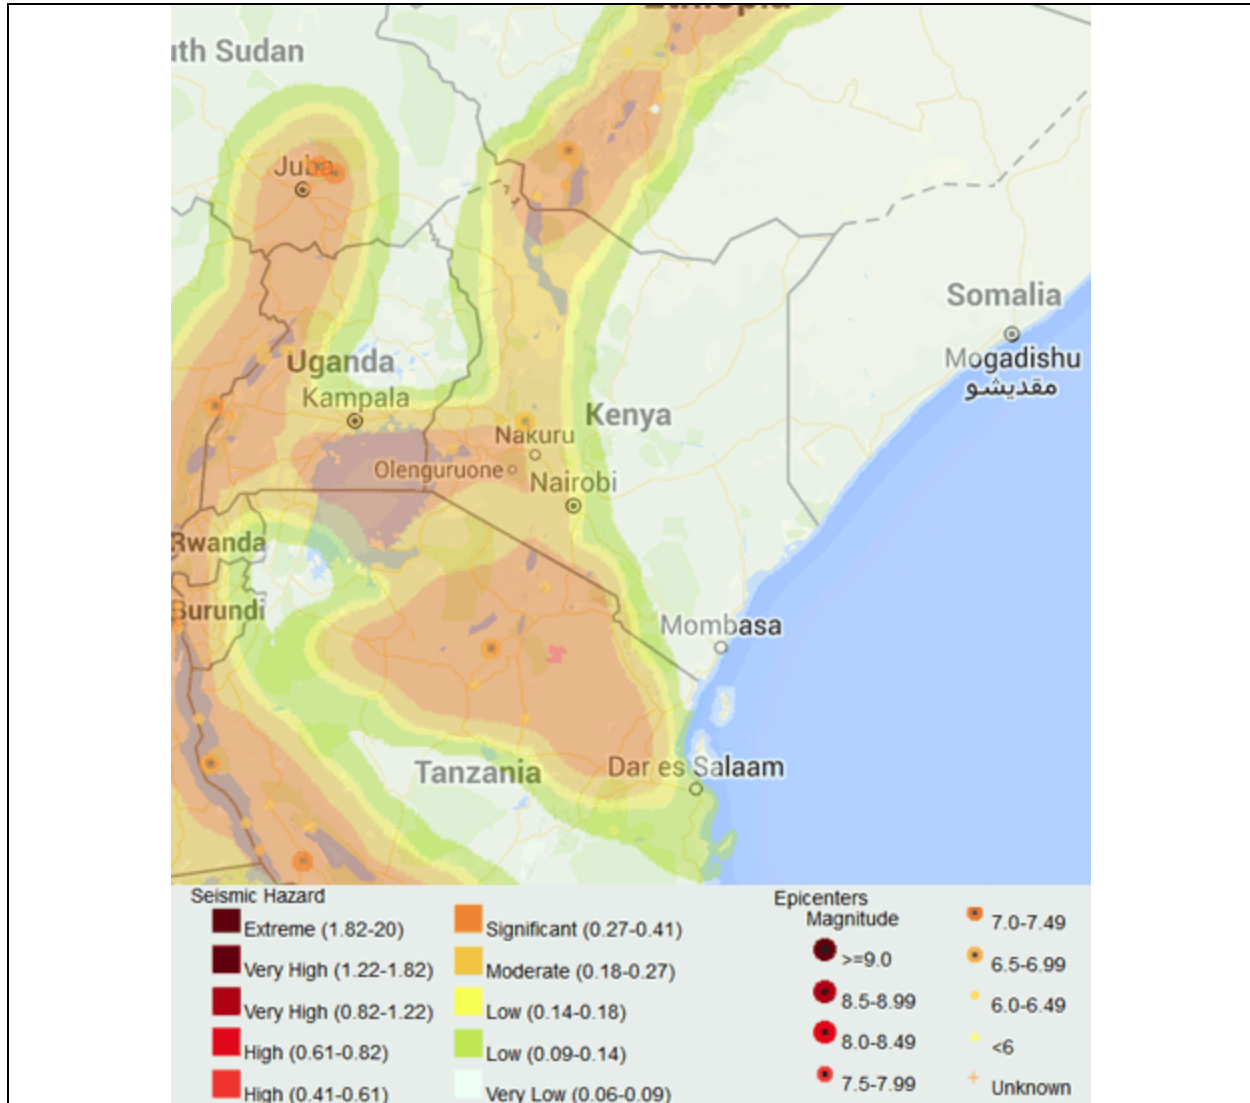 Ethiopia
uth Sudan
Juba
Somalia
Mogadishu
مقديشو
Uganda
Kampala
Kenya
Nakuru
Olenguruone
Nairobi
Rwanda
Burundi
Mombasa
Tanzania
Dar es Salaam
Seismic Hazard
Extreme (1.82-20)
Very High (1.22-1.82)
Very High (0.82-1.22)
High (0.61-0.82)
High (0.41-0.61)
Significant (0.27-0.41)
Moderate (0.18-0.27)
Low (0.14-0.18)
Low (0.09-0.14)
Very Low (0.06-0.09)
Epicenters
Magnitude
>=9.0
8.5-8.99
8.0-8.49
7.5-7.99
7.0-7.49
6.5-6.99
6.0-6.49
<6
Unknown